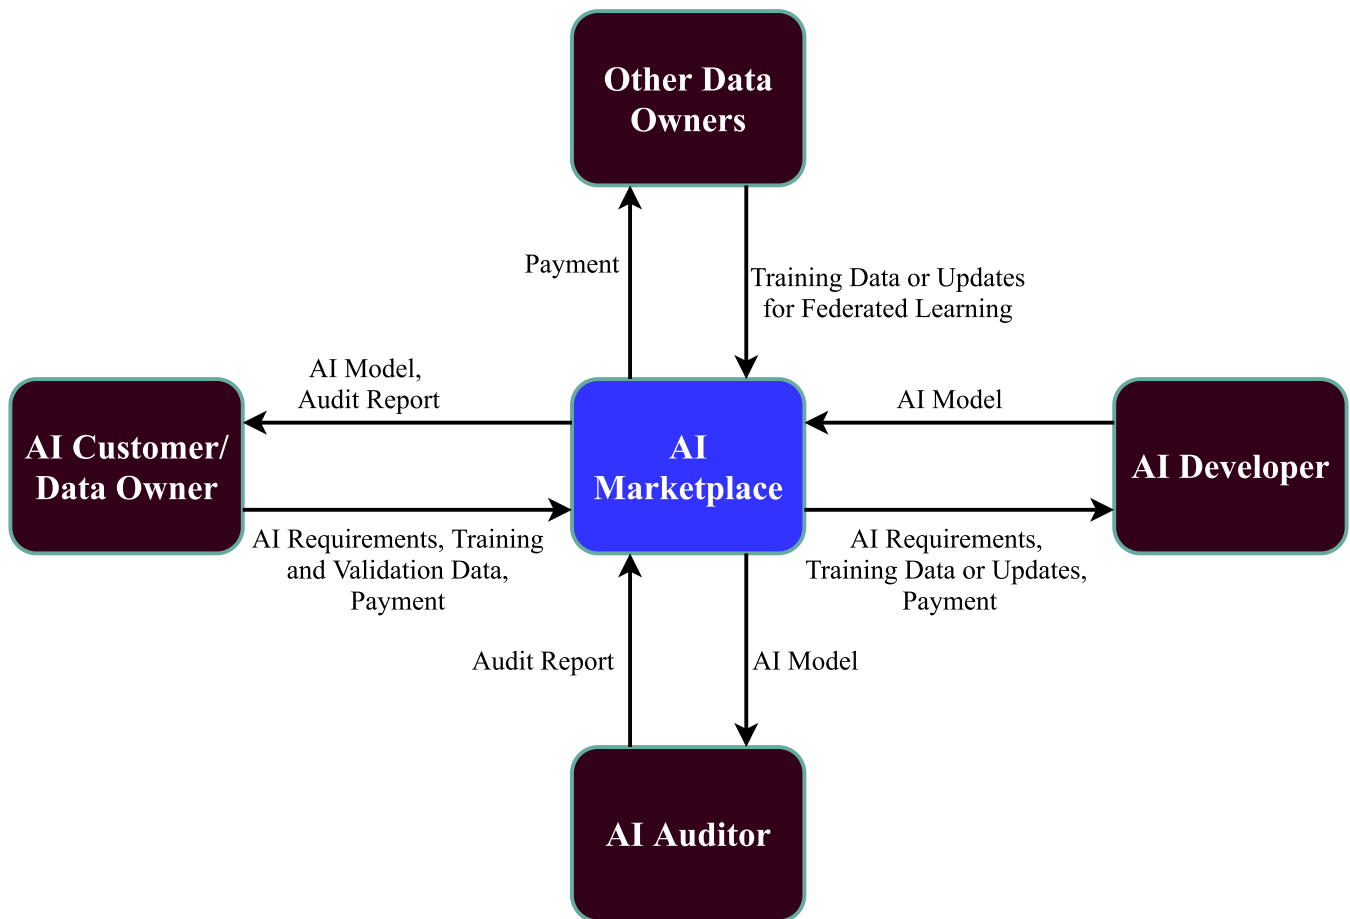 Other Data
Owners
Payment
Training Data or Updates
for Federated Learning
AI Model,
Audit Report
AI Model
AI Customer/
Data Owner
AI
Marketplace
AI Developer
AI Requirements, Training
and Validation Data,
Payment
AI Requirements,
Training Data or Updates,
Payment
Audit Report
AI Model
AI Auditor